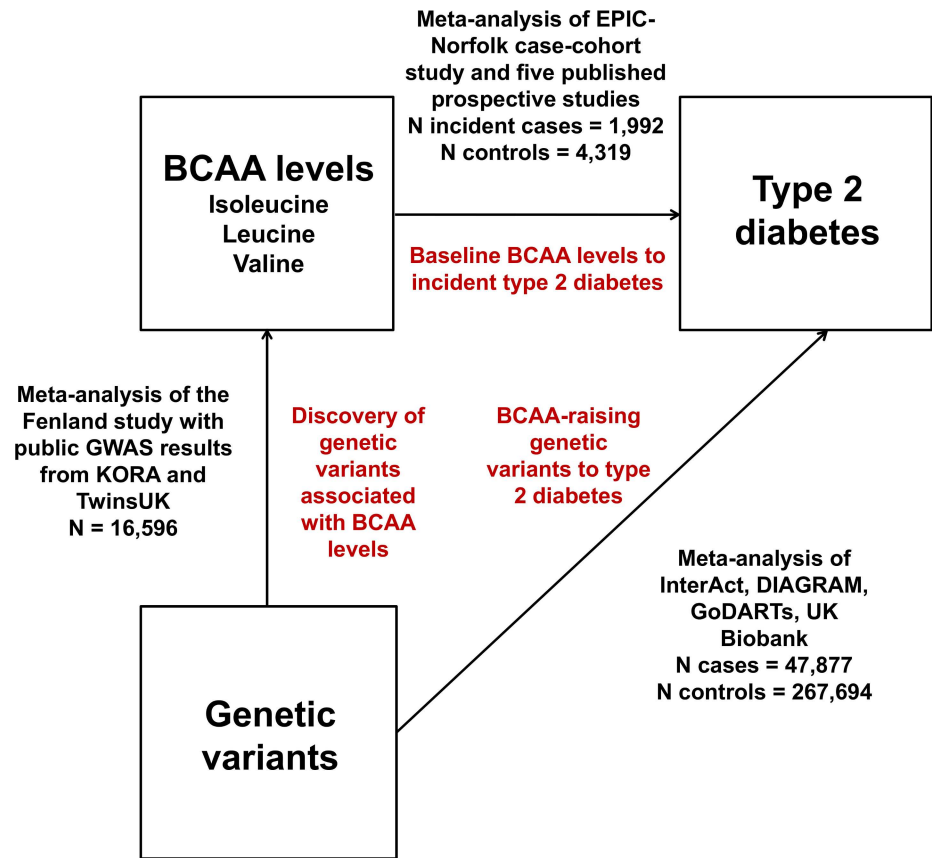 Meta-analysis of EPIC-
Norfolk case-cohort
study and five published
prospective studies
N incident cases = 1,992
N controls = 4,319
BCAA levels
Isoleucine
Leucine
Valine
Type 2
diabetes
Baseline BCAA levels to
incident type 2 diabetes
Meta-analysis of the
Fenland study with
public GWAS results
from KORA and
TwinsUK
N = 16,596
Discovery of
genetic
variants
associated
with BCAA
levels
BCAA-raising
genetic
variants to type
2 diabetes
Meta-analysis of
InterAct, DIAGRAM,
GoDARTs, UK
Biobank
N cases = 47,877
N controls = 267,694
Genetic
variants